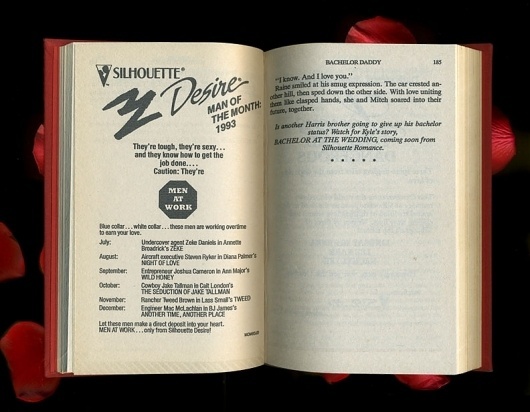 SILHOUETTE®
Desire®
MAN OF
THE MONTH:
1993
They're tough, they're sexy...
and they know how to get the
job done....
Caution: They're
MEN
AT
WORK
Blue collar...white collar...these men are working overtime
to earn your love.
July: Undercover agent Zeke Daniels in Annette
Broadrick's ZEKE
August: Aircraft executive Steven Ryker in Diana Palmer's
NIGHT OF LOVE
September: Entrepreneur Joshua Cameron in Ann Major's
WILD HONEY
October: Cowboy Jake Tallman in Cait London's
THE SEDUCTION OF JAKE TALLMAN
November: Rancher Tweed Brown in Lass Small's TWEED
December: Engineer Mac McLachlan in BJ James's
ANOTHER TIME, ANOTHER PLACE
Let these men make a direct deposit into your heart.
MEN AT WORK...only from Silhouette Desire!
BACHELOR DADDY 185
"I know. And I love you."
Raine smiled at his smug expression. The car crested an-
other hill, then sped down the other side. With love uniting
them like clasped hands, she and Mitch soared into their
future, together.
Is another Harris brother going to give up his bachelor
status? Watch for Kyle's story,
BACHELOR AT THE WEDDING, coming soon from
Silhouette Romance.
* * * * *